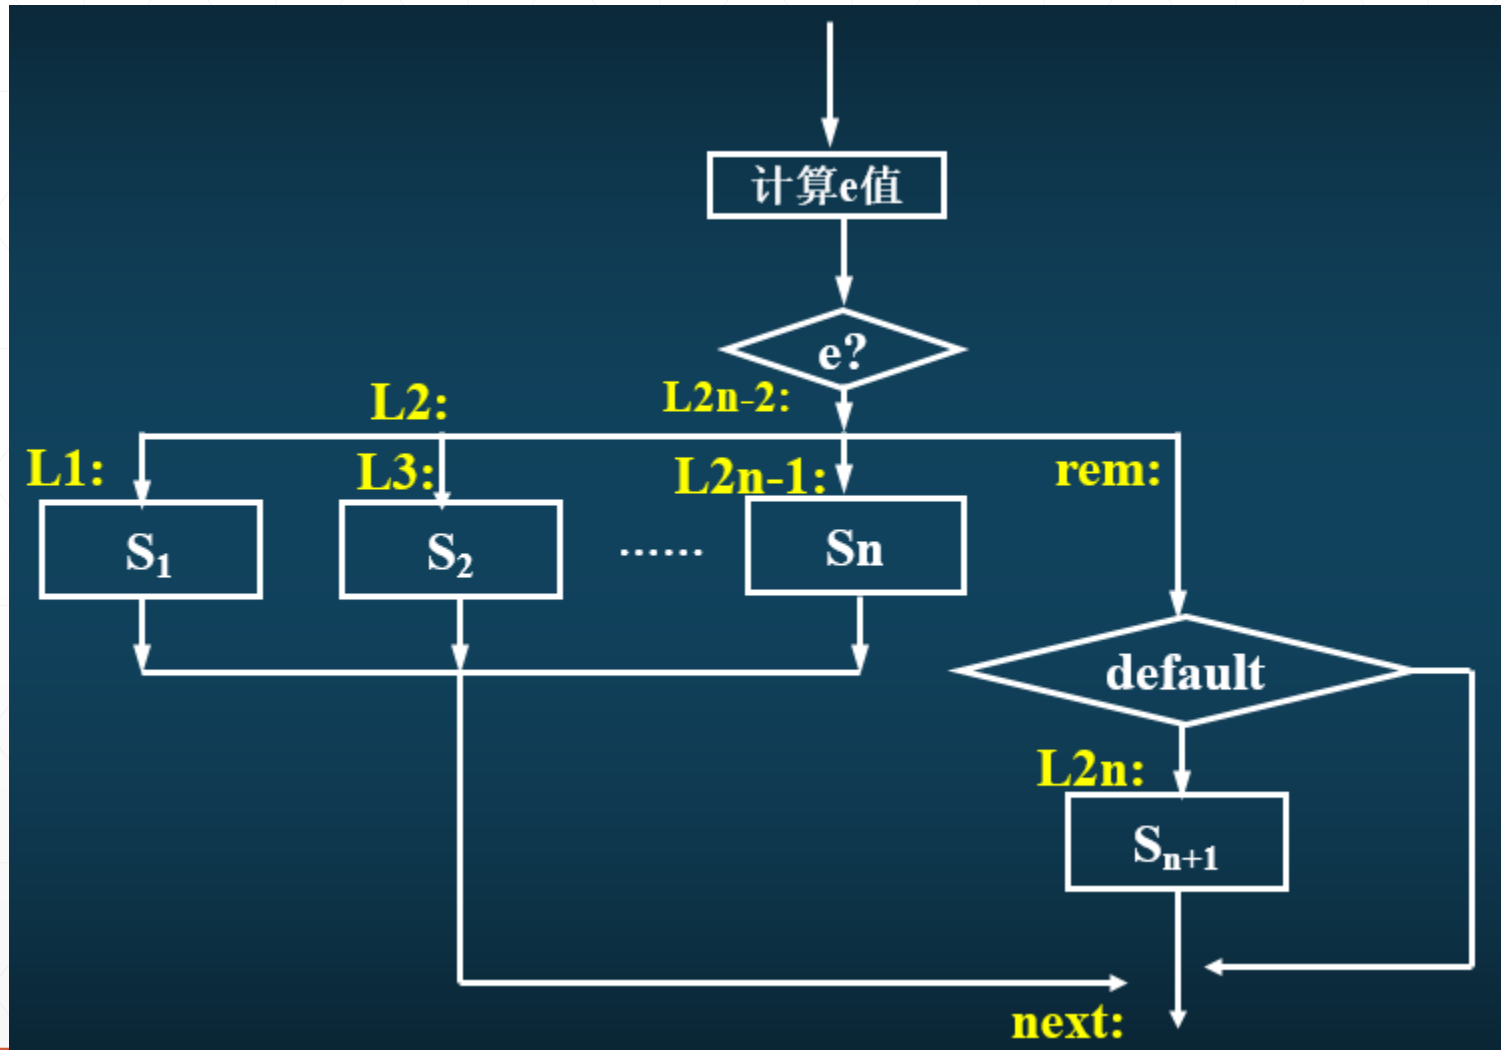 计算e值
e?
L2:
L2n-2:
L1:
L3:
L2n-1:
rem:
S₁
S₂
……
Sn
default
L2n:
Sₙ₊₁
next: